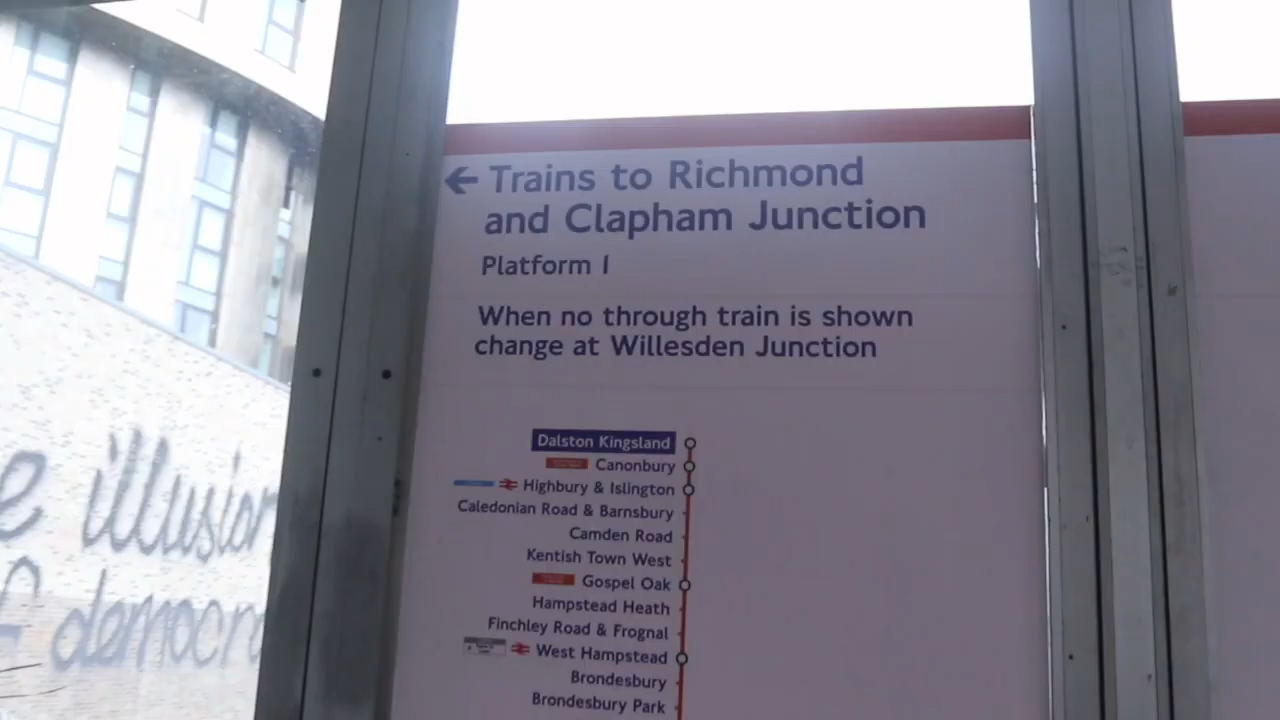 ← Trains to Richmond
and Clapham Junction
Platform 1
When no through train is shown
change at Willesden Junction
Dalston Kingsland
Canonbury
Highbury & Islington
Caledonian Road & Barnsbury
Camden Road
Kentish Town West
Gospel Oak
Hampstead Heath
Finchley Road & Frognal
West Hampstead
Brondesbury
Brondesbury Park
e illusion
f democra